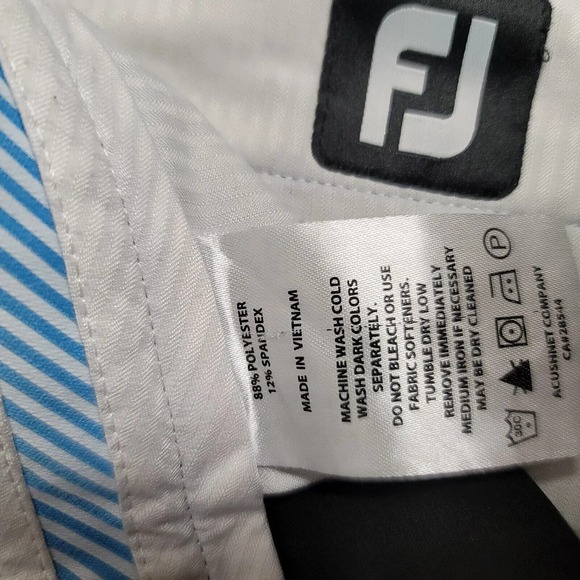 FJ
88% POLYESTER
12% SPANDEX
MADE IN VIETNAM
MACHINE WASH COLD
WASH DARK COLORS
SEPARATELY.
DO NOT BLEACH OR USE
FABRIC SOFTENERS.
TUMBLE DRY LOW
REMOVE IMMEDIATELY
MEDIUM IRON IF NECESSARY
MAY BE DRY CLEANED
30C
P
ACUSHNET COMPANY
CA#28544